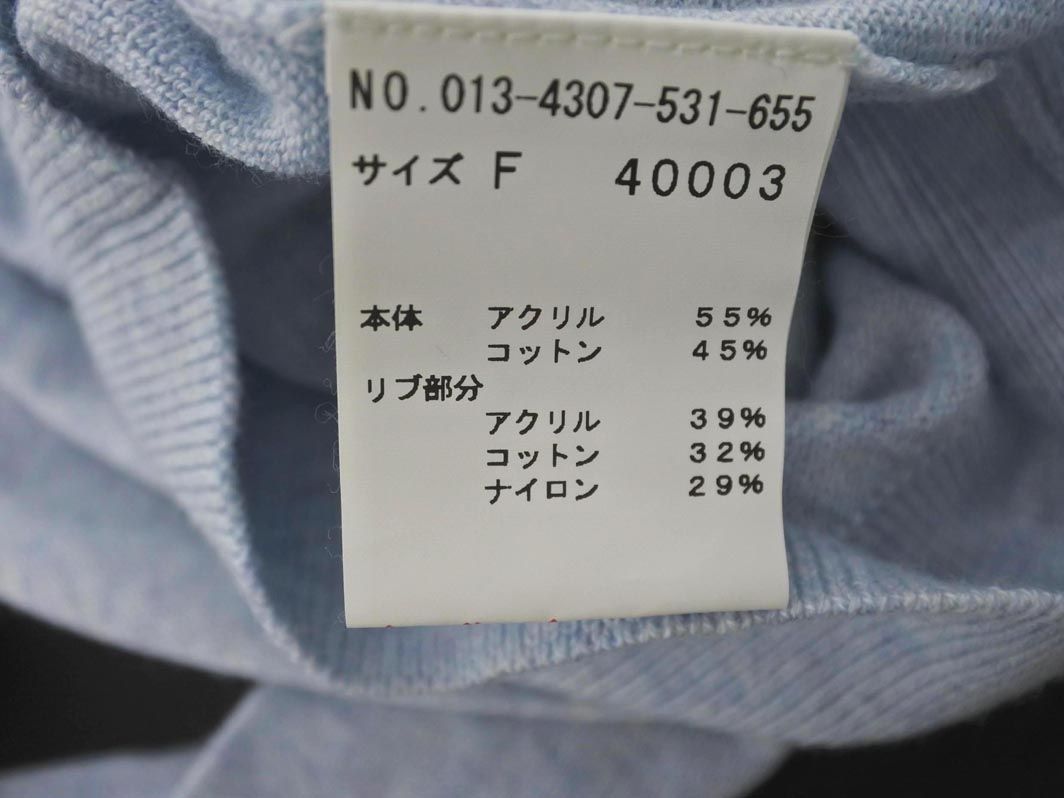 NO.013-4307-531-655
サイズ F 40003
本体 アクリル 55%
コットン 45%
リブ部分
アクリル 39%
コットン 32%
ナイロン 29%